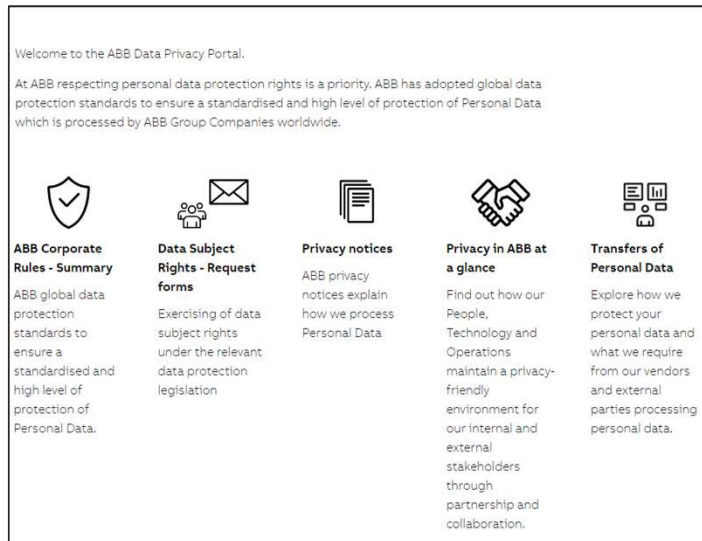 Welcome to the ABB Data Privacy Portal.
At ABB respecting personal data protection rights is a priority. ABB has adopted global data
protection standards to ensure a standardised and high level of protection of Personal Data
which is processed by ABB Group Companies worldwide.
ABB Corporate
Rules - Summary
ABB global data
protection
standards to
ensure a
standardised and
high level of
protection of
Personal Data.
Data Subject
Rights - Request
forms
Exercising of data
subject rights
under the relevant
data protection
legislation
Privacy notices
ABB privacy
notices explain
how we process
Personal Data
Privacy in ABB at
a glance
Find out how our
People,
Technology and
Operations
maintain a privacy-
friendly
environment for
our internal and
external
stakeholders
through
partnership and
collaboration.
Transfers of
Personal Data
Explore how we
protect your
personal data and
what we require
from our vendors
and external
parties processing
personal data.